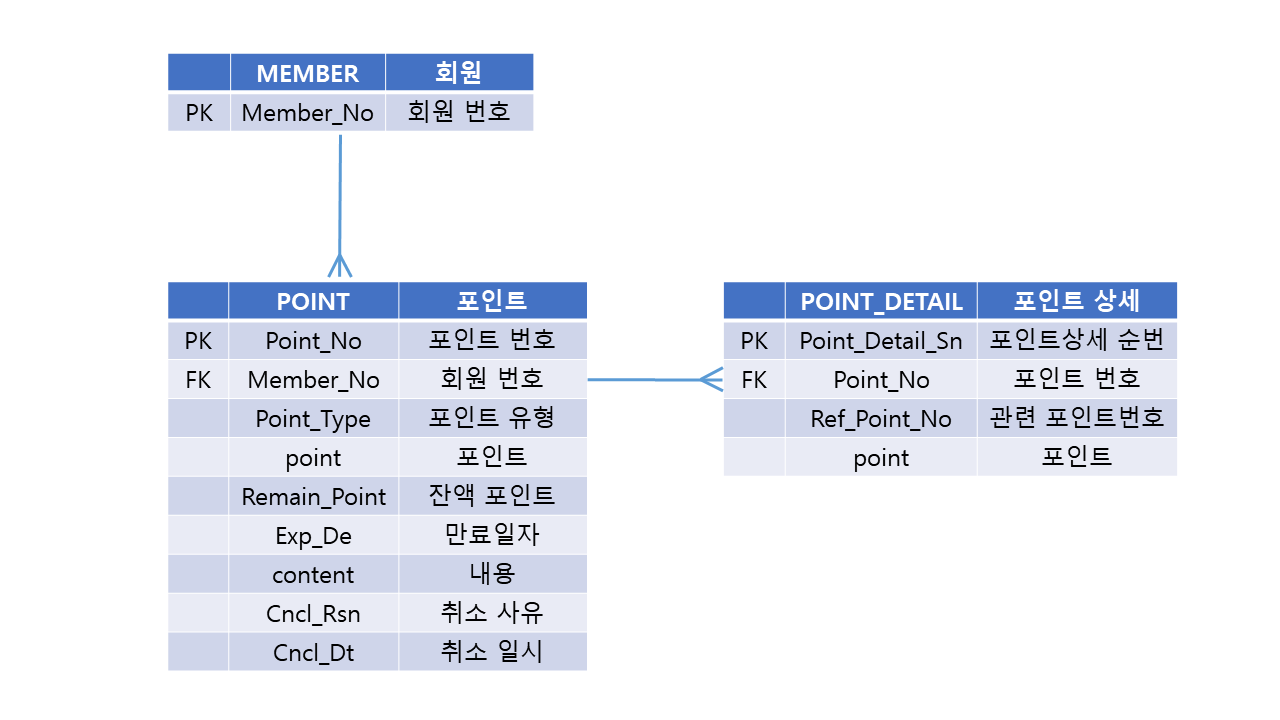 MEMBER 회원
PK Member_No 회원 번호
POINT 포인트
PK Point_No 포인트 번호
FK Member_No 회원 번호
Point_Type 포인트 유형
point 포인트
Remain_Point 잔액 포인트
Exp_De 만료일자
content 내용
Cncl_Rsn 취소 사유
Cncl_Dt 취소 일시
POINT_DETAIL 포인트 상세
PK Point_Detail_Sn 포인트상세 순번
FK Point_No 포인트 번호
Ref_Point_No 관련 포인트번호
point 포인트